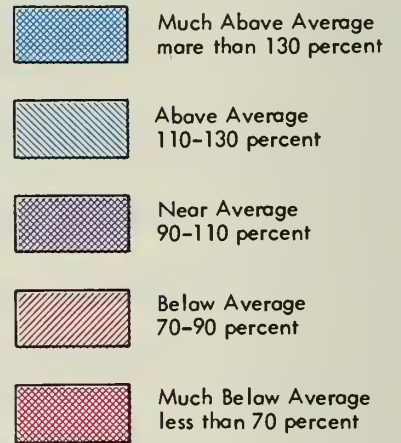 Much Above Average
more than 130 percent
Above Average
110-130 percent
Near Average
90-110 percent
Below Average
70-90 percent
Much Below Average
less than 70 percent